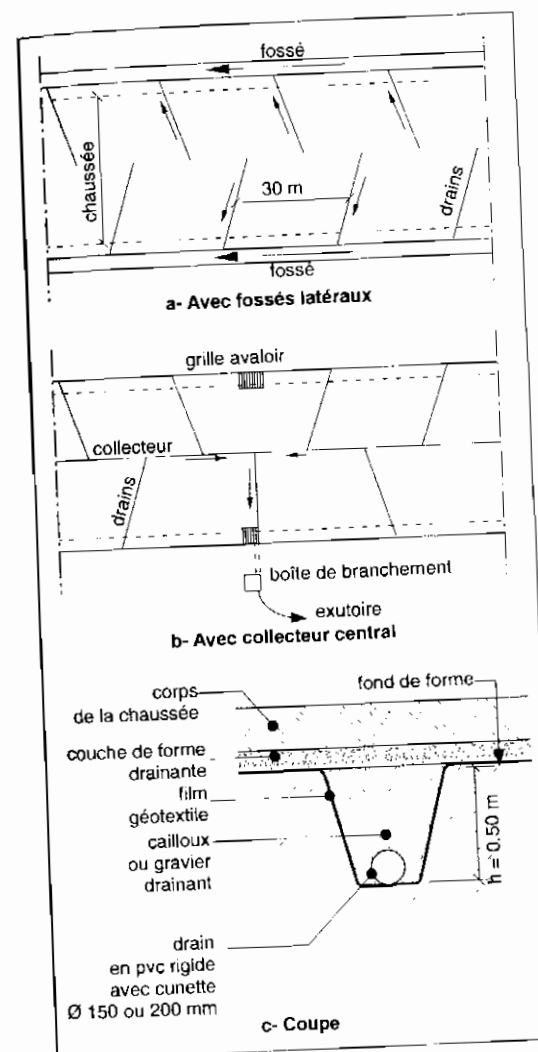 fossé
chaussée
30 m
drains
fossé
a- Avec fossés latéraux
grille avaloir
collecteur
drains
boîte de branchement
exutoire
b- Avec collecteur central
fond de forme
corps
de la chaussée
couche de forme
drainante
film
géotextile
cailloux
ou gravier
drainant
h = 0.50 m
drain
en pvc rigide
avec cunette
Ø 150 ou 200 mm
c- Coupe